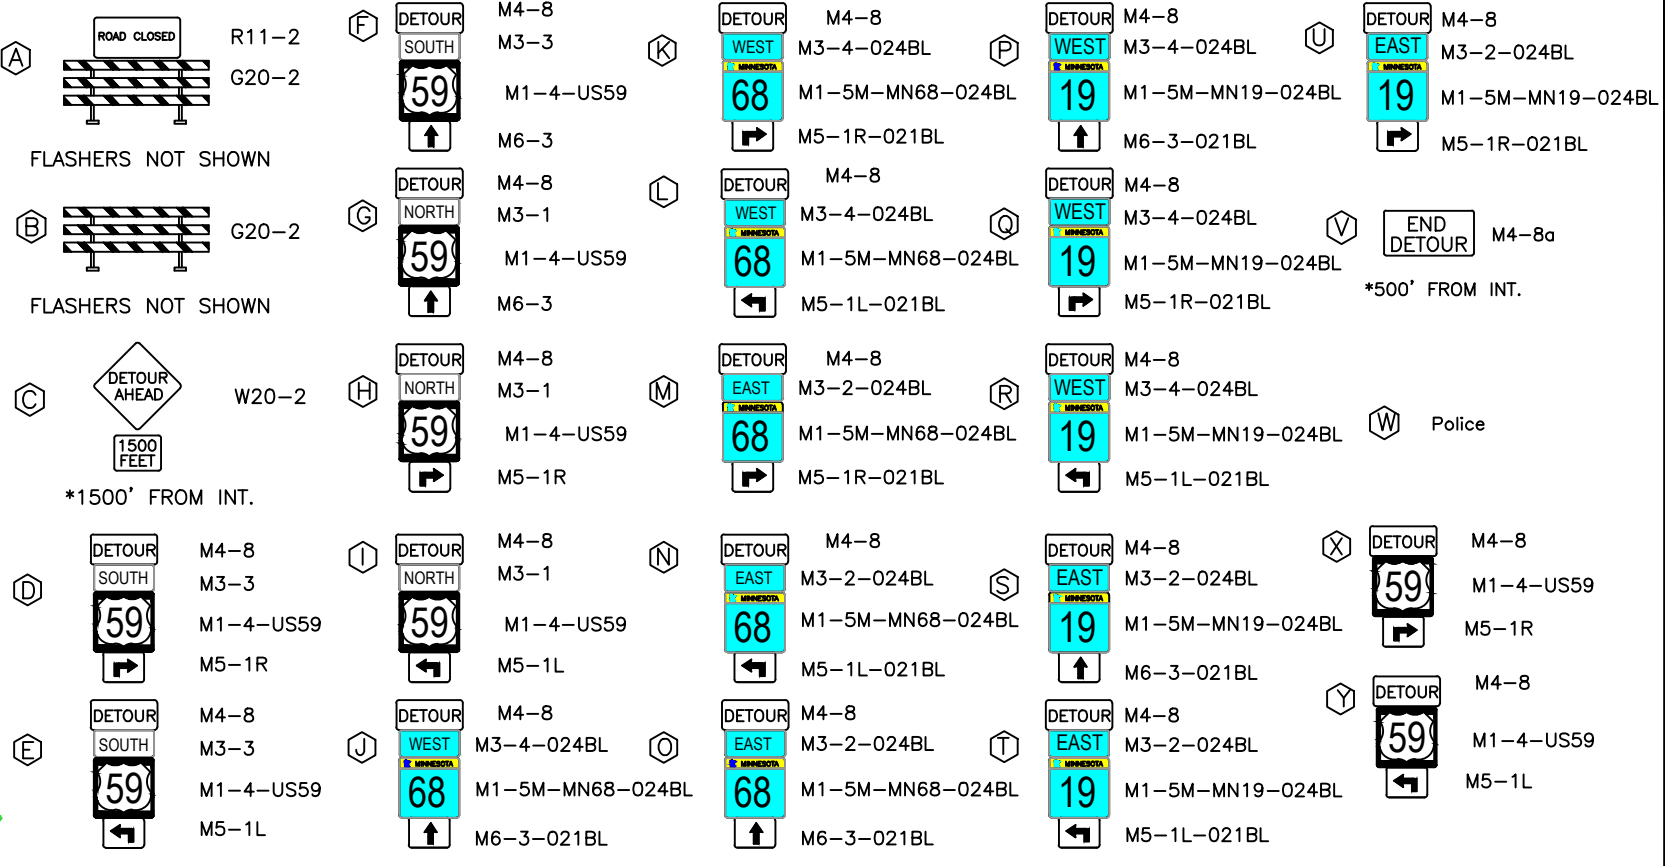 A
ROAD CLOSED
R11-2
G20-2
FLASHERS NOT SHOWN
B
G20-2
FLASHERS NOT SHOWN
C
DETOUR
AHEAD
1500
FEET
W20-2
*1500' FROM INT.
D
DETOUR
SOUTH
59
M4-8
M3-3
M1-4-US59
M5-1R
E
DETOUR
SOUTH
59
M4-8
M3-3
M1-4-US59
M5-1L
F
DETOUR
SOUTH
59
M4-8
M3-3
M1-4-US59
M6-3
G
DETOUR
NORTH
59
M4-8
M3-1
M1-4-US59
M6-3
H
DETOUR
NORTH
59
M4-8
M3-1
M1-4-US59
M5-1R
I
DETOUR
NORTH
59
M4-8
M3-1
M1-4-US59
M5-1L
J
DETOUR
WEST
MINNESOTA
68
M4-8
M3-4-024BL
M1-5M-MN68-024BL
M6-3-021BL
K
DETOUR
WEST
MINNESOTA
68
M4-8
M3-4-024BL
M1-5M-MN68-024BL
M5-1R-021BL
L
DETOUR
WEST
MINNESOTA
68
M4-8
M3-4-024BL
M1-5M-MN68-024BL
M5-1L-021BL
M
DETOUR
EAST
MINNESOTA
68
M4-8
M3-2-024BL
M1-5M-MN68-024BL
M5-1R-021BL
N
DETOUR
EAST
MINNESOTA
68
M4-8
M3-2-024BL
M1-5M-MN68-024BL
M5-1L-021BL
O
DETOUR
EAST
MINNESOTA
68
M4-8
M3-2-024BL
M1-5M-MN68-024BL
M6-3-021BL
P
DETOUR
WEST
MINNESOTA
19
M4-8
M3-4-024BL
M1-5M-MN19-024BL
M6-3-021BL
Q
DETOUR
WEST
MINNESOTA
19
M4-8
M3-4-024BL
M1-5M-MN19-024BL
M5-1R-021BL
R
DETOUR
WEST
MINNESOTA
19
M4-8
M3-4-024BL
M1-5M-MN19-024BL
M5-1L-021BL
S
DETOUR
EAST
MINNESOTA
19
M4-8
M3-2-024BL
M1-5M-MN19-024BL
M6-3-021BL
T
DETOUR
EAST
MINNESOTA
19
M4-8
M3-2-024BL
M1-5M-MN19-024BL
M5-1L-021BL
U
DETOUR
EAST
MINNESOTA
19
M4-8
M3-2-024BL
M1-5M-MN19-024BL
M5-1R-021BL
V
END
DETOUR
M4-8a
*500' FROM INT.
W
Police
X
DETOUR
59
M4-8
M1-4-US59
M5-1R
Y
DETOUR
59
M4-8
M1-4-US59
M5-1L